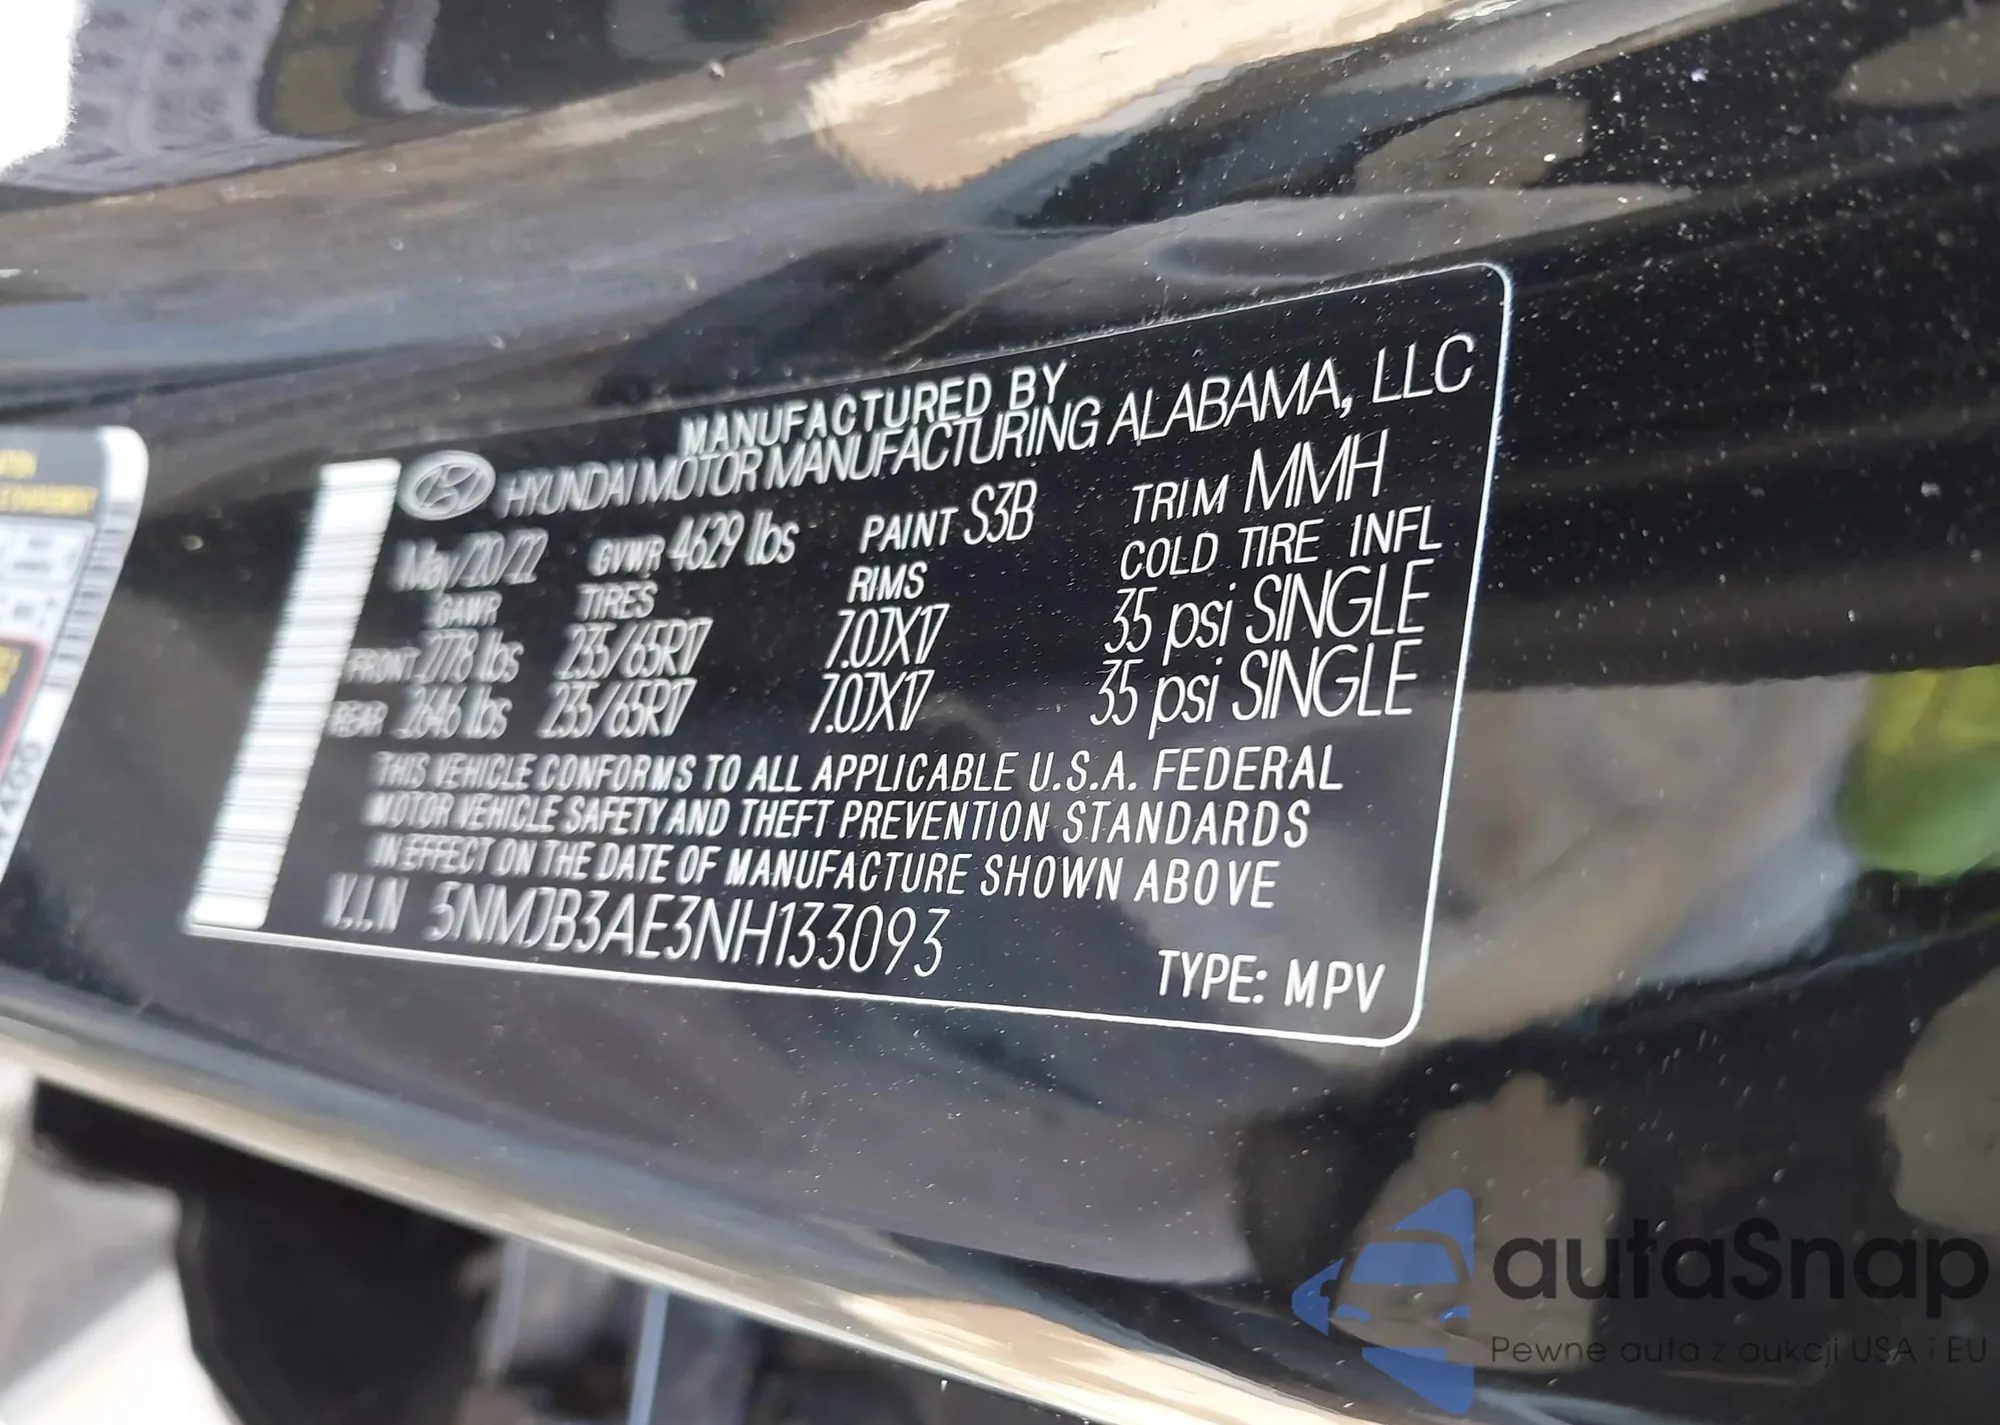 MANUFACTURED BY
HYUNDAI MOTOR MANUFACTURING ALABAMA, LLC
May/20/22 GVWR 4629 lbs PAINT S3B TRIM MMH
GAWR TIRES RIMS COLD TIRE INFL
FRONT 2778 lbs 235/65R17 7.0JX17 35 psi SINGLE
REAR 2646 lbs 235/65R17 7.0JX17 35 psi SINGLE
THIS VEHICLE CONFORMS TO ALL APPLICABLE U.S.A. FEDERAL
MOTOR VEHICLE SAFETY AND THEFT PREVENTION STANDARDS
IN EFFECT ON THE DATE OF MANUFACTURE SHOWN ABOVE
V.I.N 5NMJB3AE3NH133093
TYPE: MPV
autaSnap
Pewne auta z aukcji USA i EU